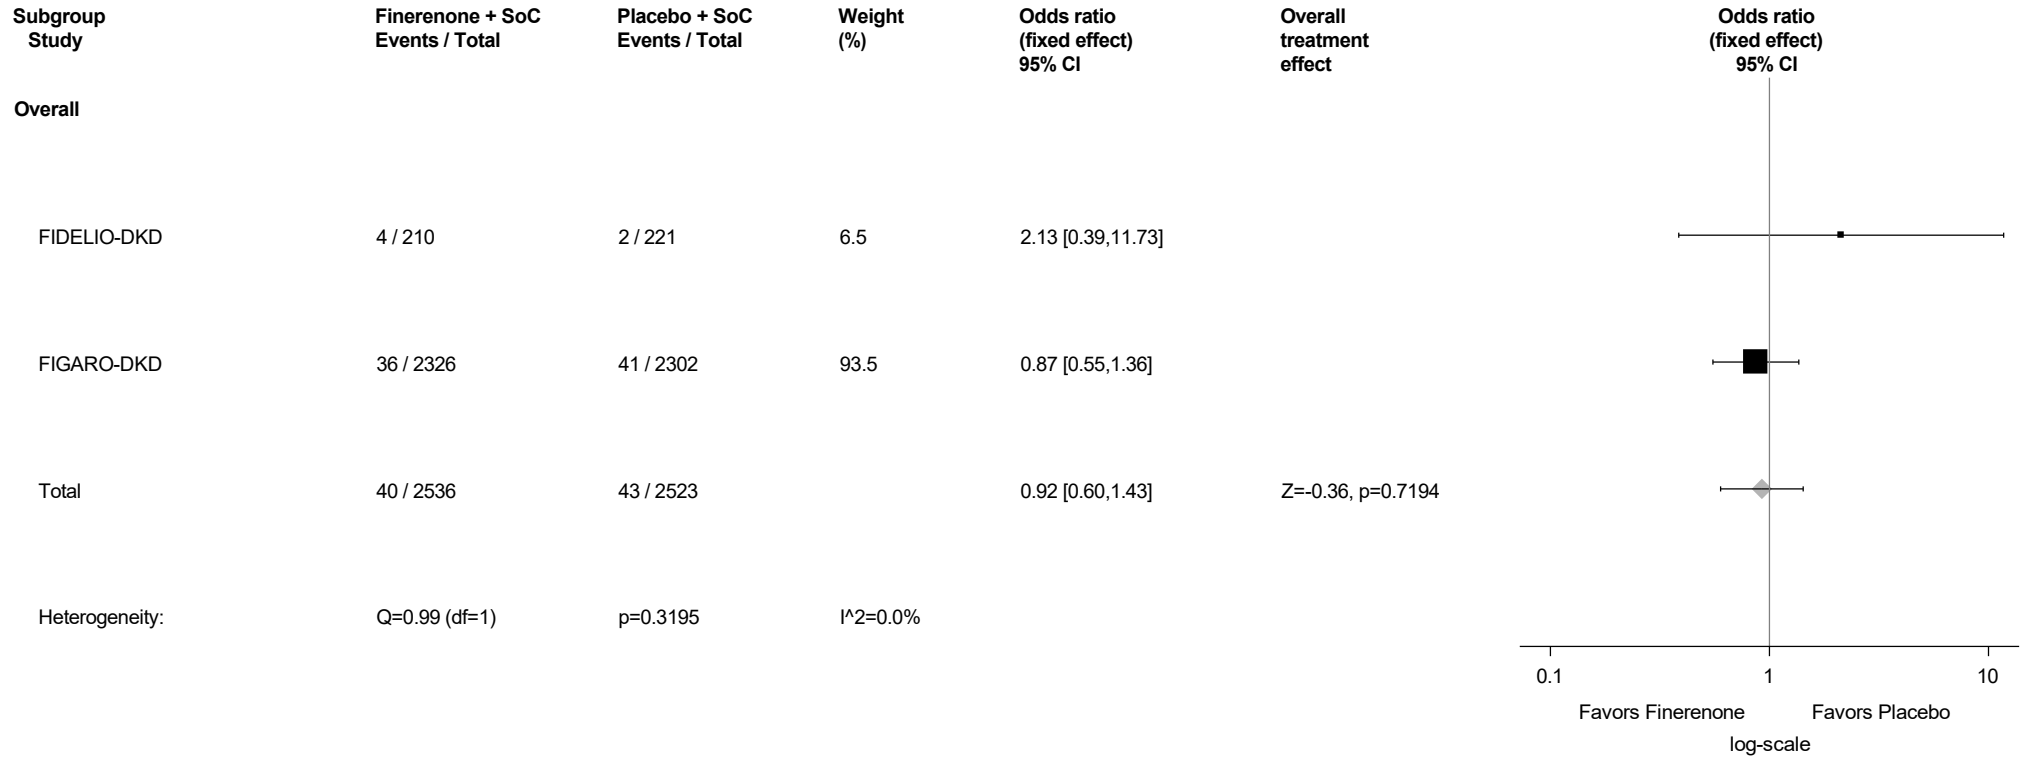 Subgroup Finerenone + SoC Placebo + SoC Weight Odds ratio Overall Odds ratio
Study Events / Total Events / Total (%) (fixed effect) treatment (fixed effect)
95% CI effect 95% CI
Overall
FIDELIO-DKD 4 / 210 2 / 221 6.5 2.13 [0.39,11.73]
FIGARO-DKD 36 / 2326 41 / 2302 93.5 0.87 [0.55,1.36]
Total 40 / 2536 43 / 2523 0.92 [0.60,1.43] Z=-0.36, p=0.7194
Heterogeneity: Q=0.99 (df=1) p=0.3195 I^2=0.0%
0.1 1 10
Favors Finerenone Favors Placebo
log-scale